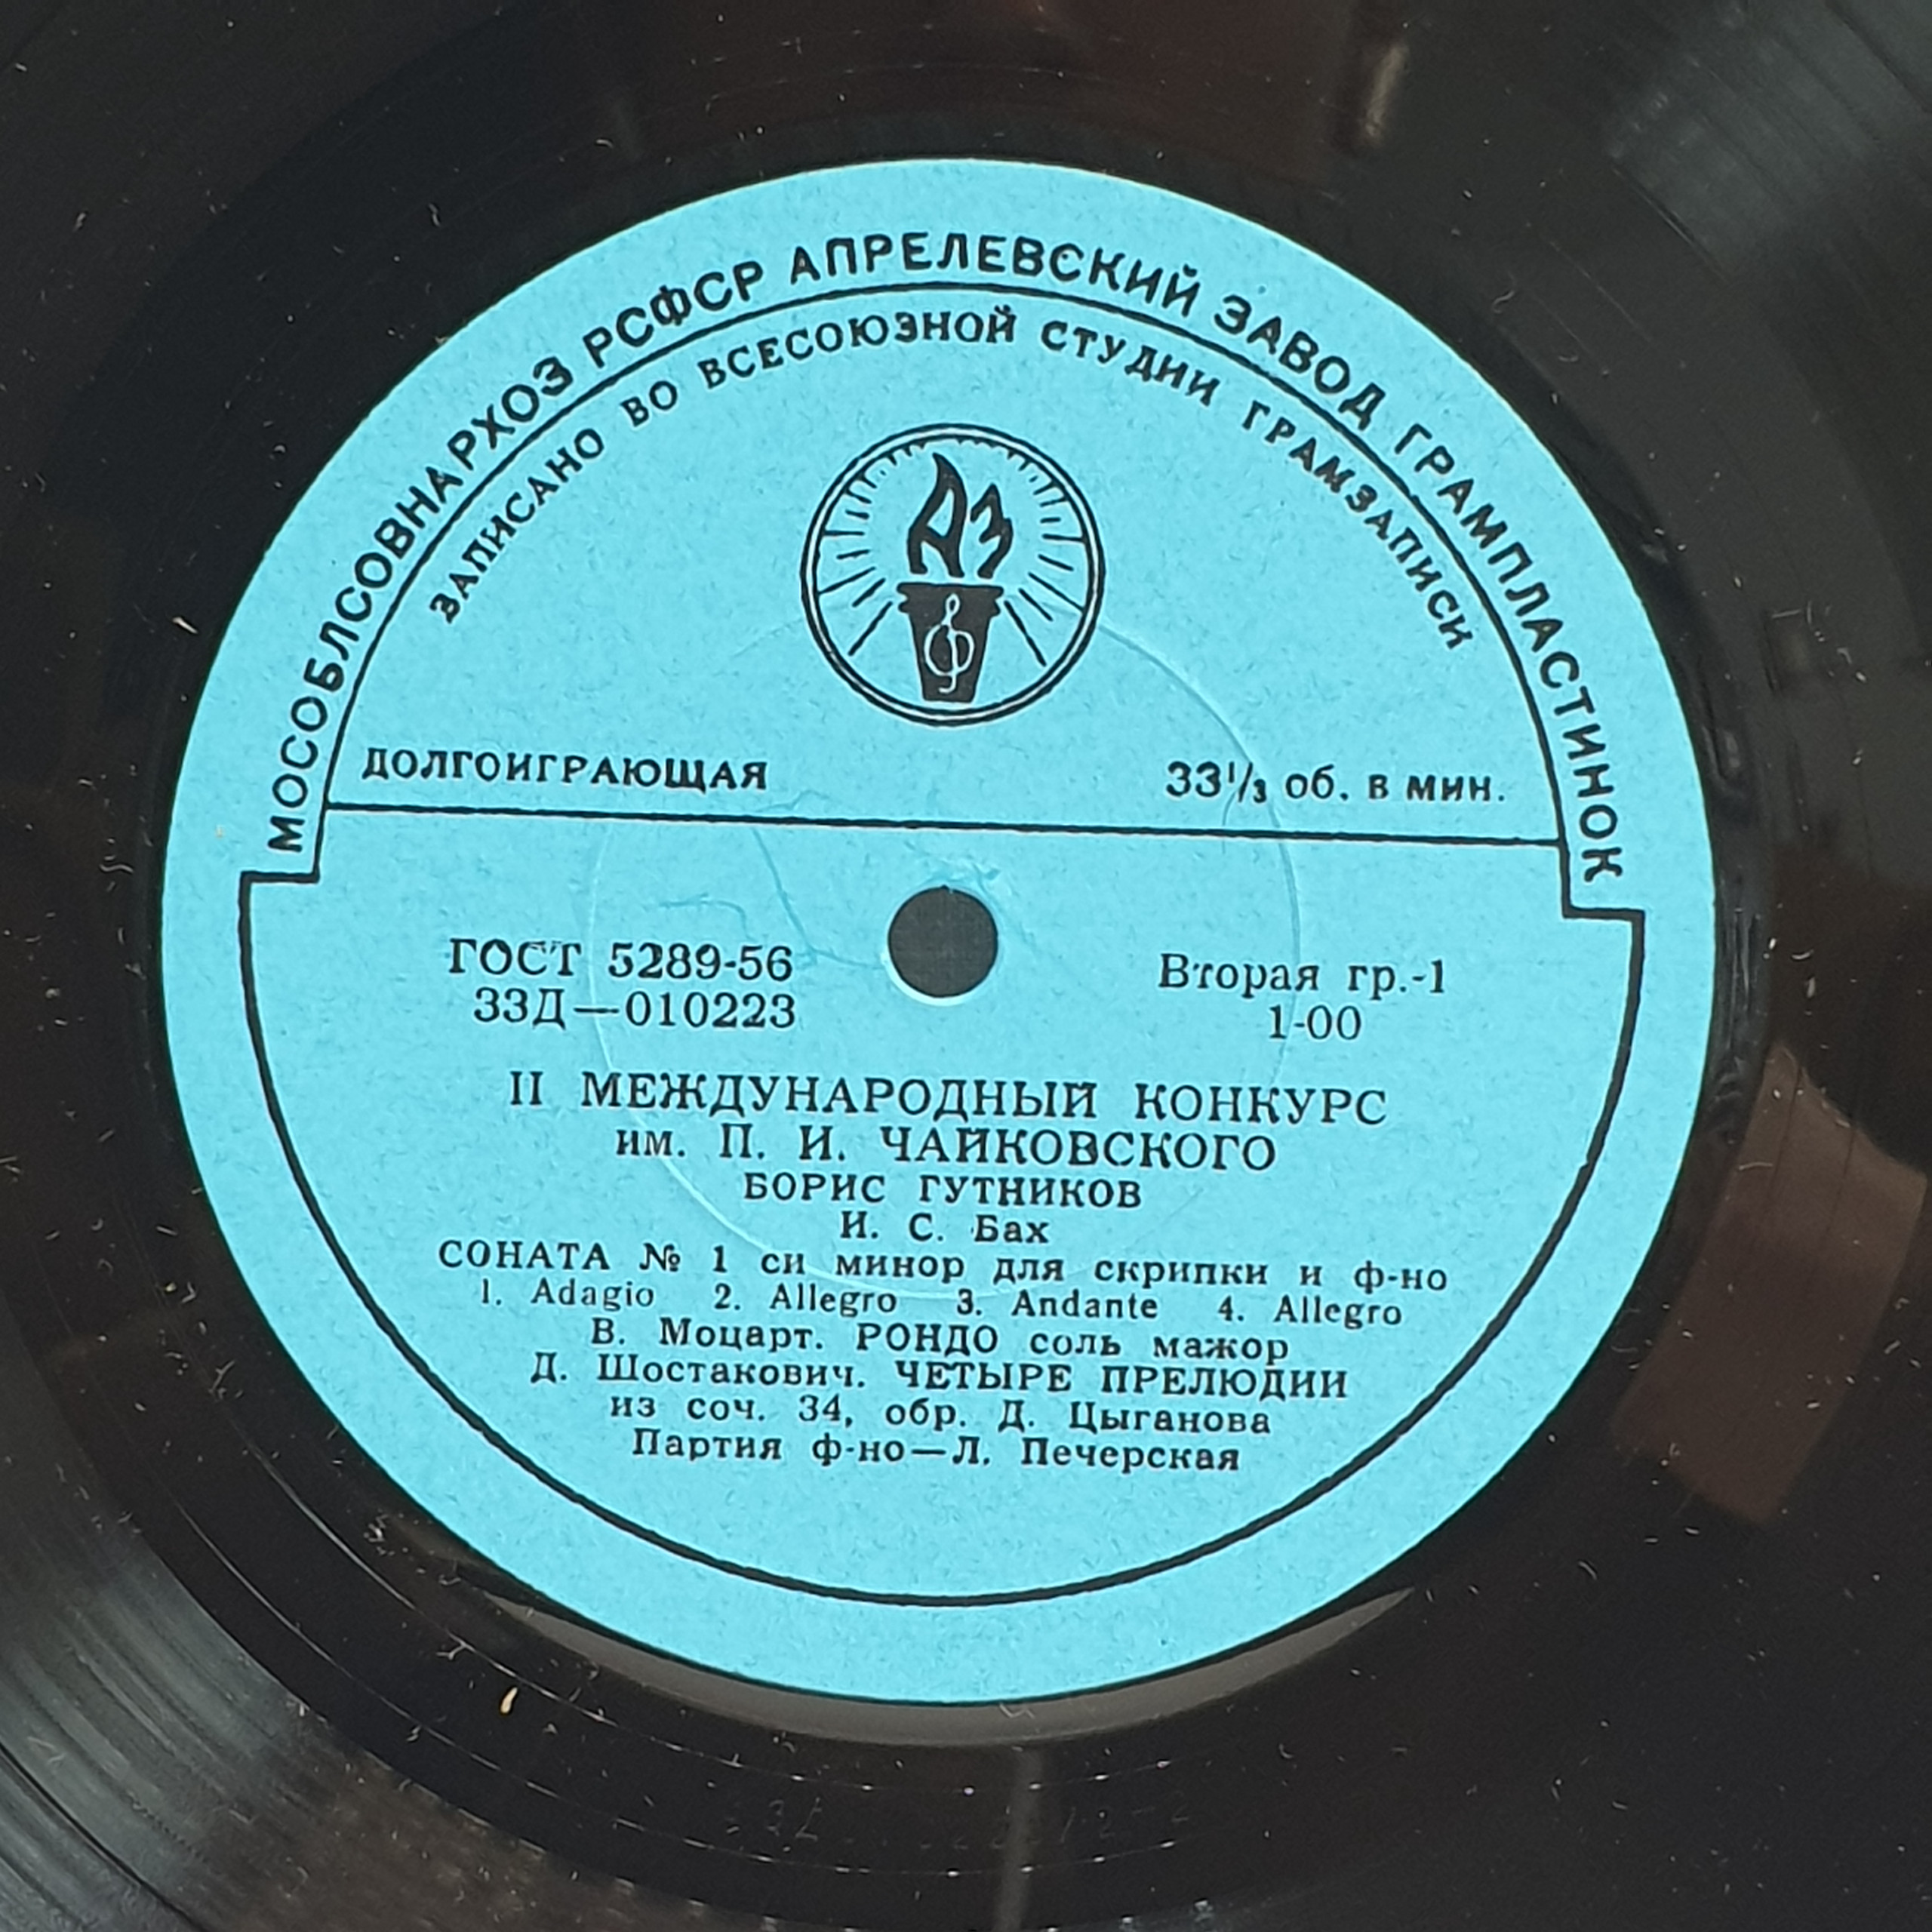 МОСОБЛСОВНАРХОЗ РСФСР АПРЕЛЕВСКИЙ ЗАВОД ГРАМПЛАСТИНОК
ЗАПИСАНО ВО ВСЕСОЮЗНОЙ СТУДИИ ГРАМЗАПИСИ
АЗ
ДОЛГОИГРАЮЩАЯ 33⅓ об. в мин.
ГОСТ 5289-56 Вторая гр.-1
33Д—010223 1-00
II МЕЖДУНАРОДНЫЙ КОНКУРС
им. П. И. ЧАЙКОВСКОГО
БОРИС ГУТНИКОВ
И. С. Бах
СОНАТА № 1 си минор для скрипки и ф-но
1. Adagio 2. Allegro 3. Andante 4. Allegro
В. Моцарт. РОНДО соль мажор
Д. Шостакович. ЧЕТЫРЕ ПРЕЛЮДИИ
из соч. 34, обр. Д. Цыганова
Партия ф-но—Л. Печерская